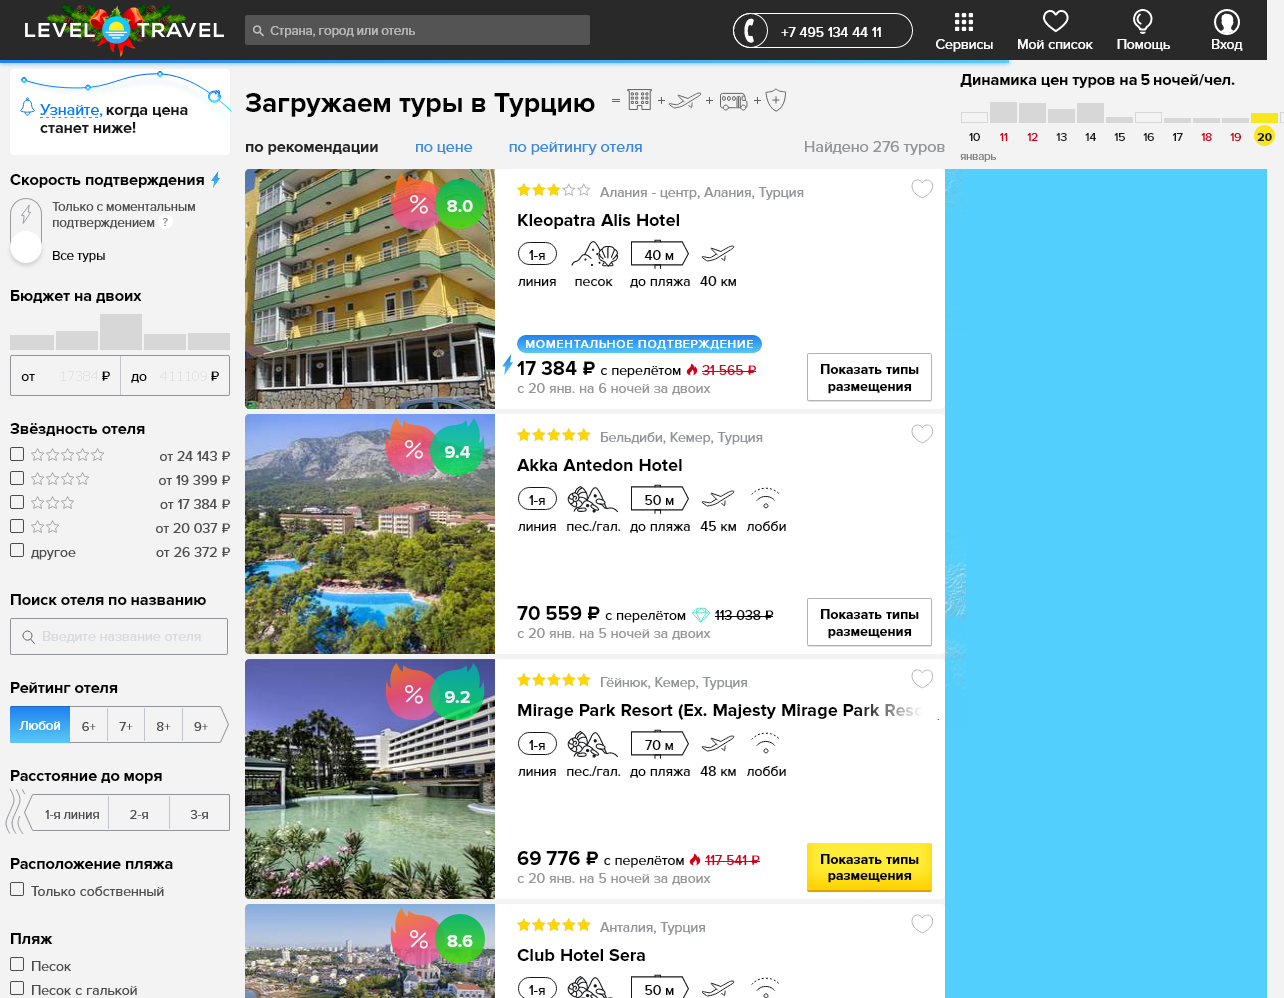 LEVEL TRAVEL
Страна, город или отель
+7 495 134 44 11
Сервисы
Мой список
Помощь
Вход
Узнайте, когда цена
станет ниже!
Скорость подтверждения
Только с моментальным
подтверждением ?
Все туры
Бюджет на двоих
от 17384 ₽ до 411109 ₽
Звёздность отеля
от 24 143 ₽
от 19 399 ₽
от 17 384 ₽
от 20 037 ₽
другое от 26 372 ₽
Поиск отеля по названию
Введите название отеля
Рейтинг отеля
Любой 6+ 7+ 8+ 9+
Расстояние до моря
1-я линия 2-я 3-я
Расположение пляжа
Только собственный
Пляж
Песок
Песок с галькой
Загружаем туры в Турцию = + + +
по рекомендации по цене по рейтингу отеля Найдено 276 туров
% 8.0
Алания - центр, Алания, Турция
Kleopatra Alis Hotel
1-я 40 м
линия песок до пляжа 40 км
МОМЕНТАЛЬНОЕ ПОДТВЕРЖДЕНИЕ
17 384 ₽ с перелётом 31 565 ₽
с 20 янв. на 6 ночей за двоих
Показать типы
размещения
% 9.4
Бельдиби, Кемер, Турция
Akka Antedon Hotel
1-я 50 м
линия пес./гал. до пляжа 45 км лобби
70 559 ₽ с перелётом 113 038 ₽
с 20 янв. на 5 ночей за двоих
Показать типы
размещения
% 9.2
Гёйнюк, Кемер, Турция
Mirage Park Resort (Ex. Majesty Mirage Park Reso
1-я 70 м
линия пес./гал. до пляжа 48 км лобби
69 776 ₽ с перелётом 117 541 ₽
с 20 янв. на 5 ночей за двоих
Показать типы
размещения
% 8.6
Анталия, Турция
Club Hotel Sera
1-я 50 м
Динамика цен туров на 5 ночей/чел.
10 11 12 13 14 15 16 17 18 19 20
январь